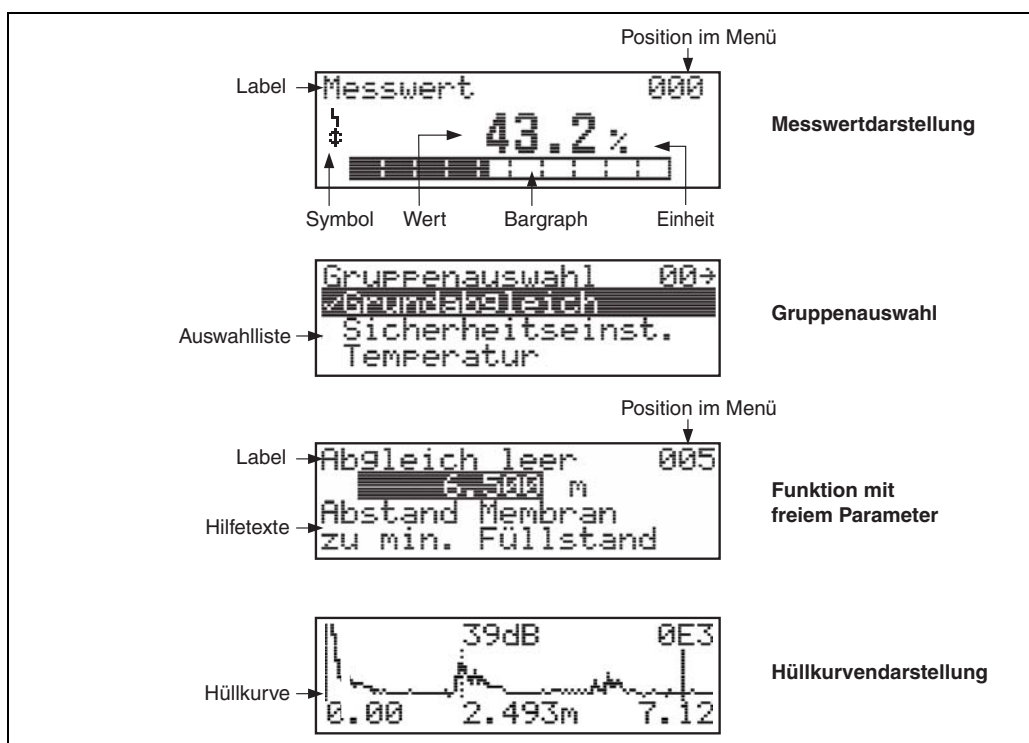 Position im Menü
Label
Messwert 000
Messwertdarstellung
43.2 %
Symbol Wert Bargraph Einheit
Gruppenauswahl 00→
✓Grundabgleich
Gruppenauswahl
Auswahlliste
Sicherheitseinst.
Temperatur
Position im Menü
Label
Abgleich leer 005
6.500 m
Funktion mit
freiem Parameter
Hilfetexte
Abstand Membran
zu min. Füllstand
39dB 0E3
Hüllkurvendarstellung
Hüllkurve
0.00 2.493m 7.12